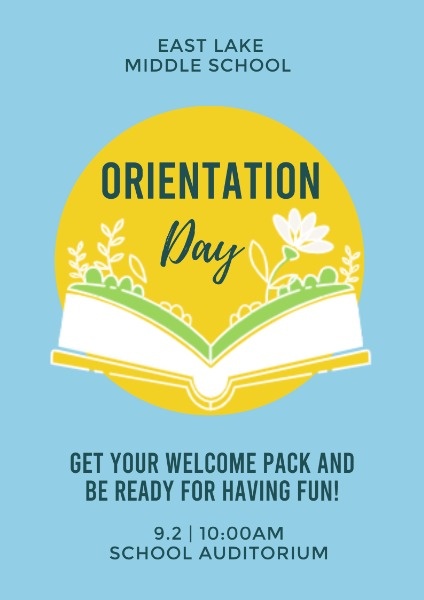 EAST LAKE
MIDDLE SCHOOL
ORIENTATION
Day
GET YOUR WELCOME PACK AND
BE READY FOR HAVING FUN!
9.2 | 10:00AM
SCHOOL AUDITORIUM